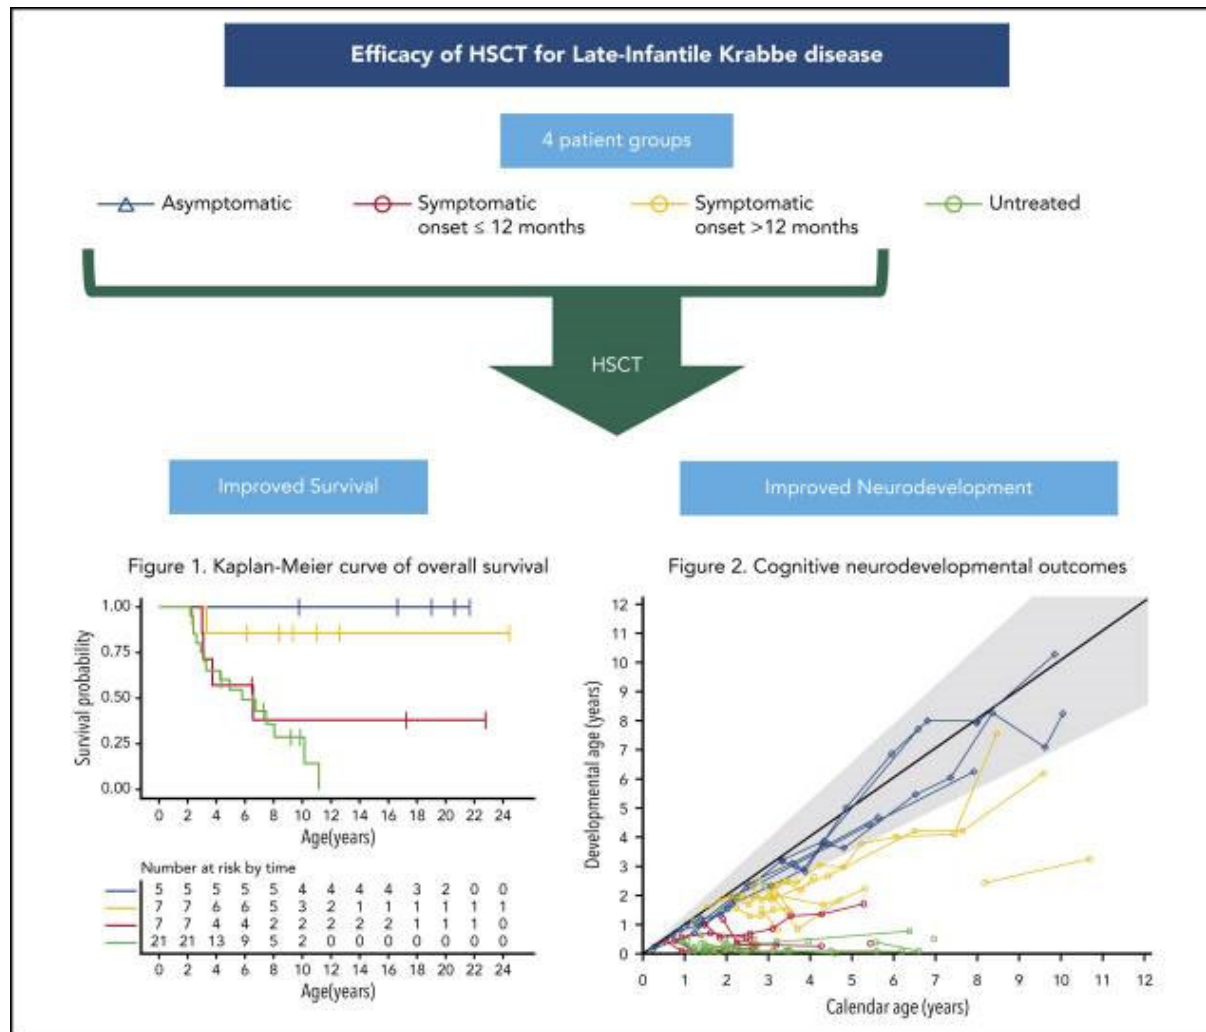 Efficacy of HSCT for Late-Infantile Krabbe disease
4 patient groups
Asymptomatic
Symptomatic
onset ≤ 12 months
Symptomatic
onset >12 months
Untreated
HSCT
Improved Survival
Improved Neurodevelopment
Figure 1. Kaplan-Meier curve of overall survival
Survival probability
1.00
0.75
0.50
0.25
0.00
0 2 4 6 8 10 12 14 16 18 20 22 24
Age(years)
Number at risk by time
5 5 5 5 5 4 4 4 4 3 2 0 0
7 7 6 6 5 3 2 1 1 1 1 1 1
7 7 4 4 2 2 2 2 2 1 1 1 0
21 21 13 9 5 2 0 0 0 0 0 0 0
0 2 4 6 8 10 12 14 16 18 20 22 24
Age(years)
Figure 2. Cognitive neurodevelopmental outcomes
Developmental age (years)
12
11
10
9
8
7
6
5
4
3
2
1
0
0 1 2 3 4 5 6 7 8 9 10 11 12
Calendar age (years)